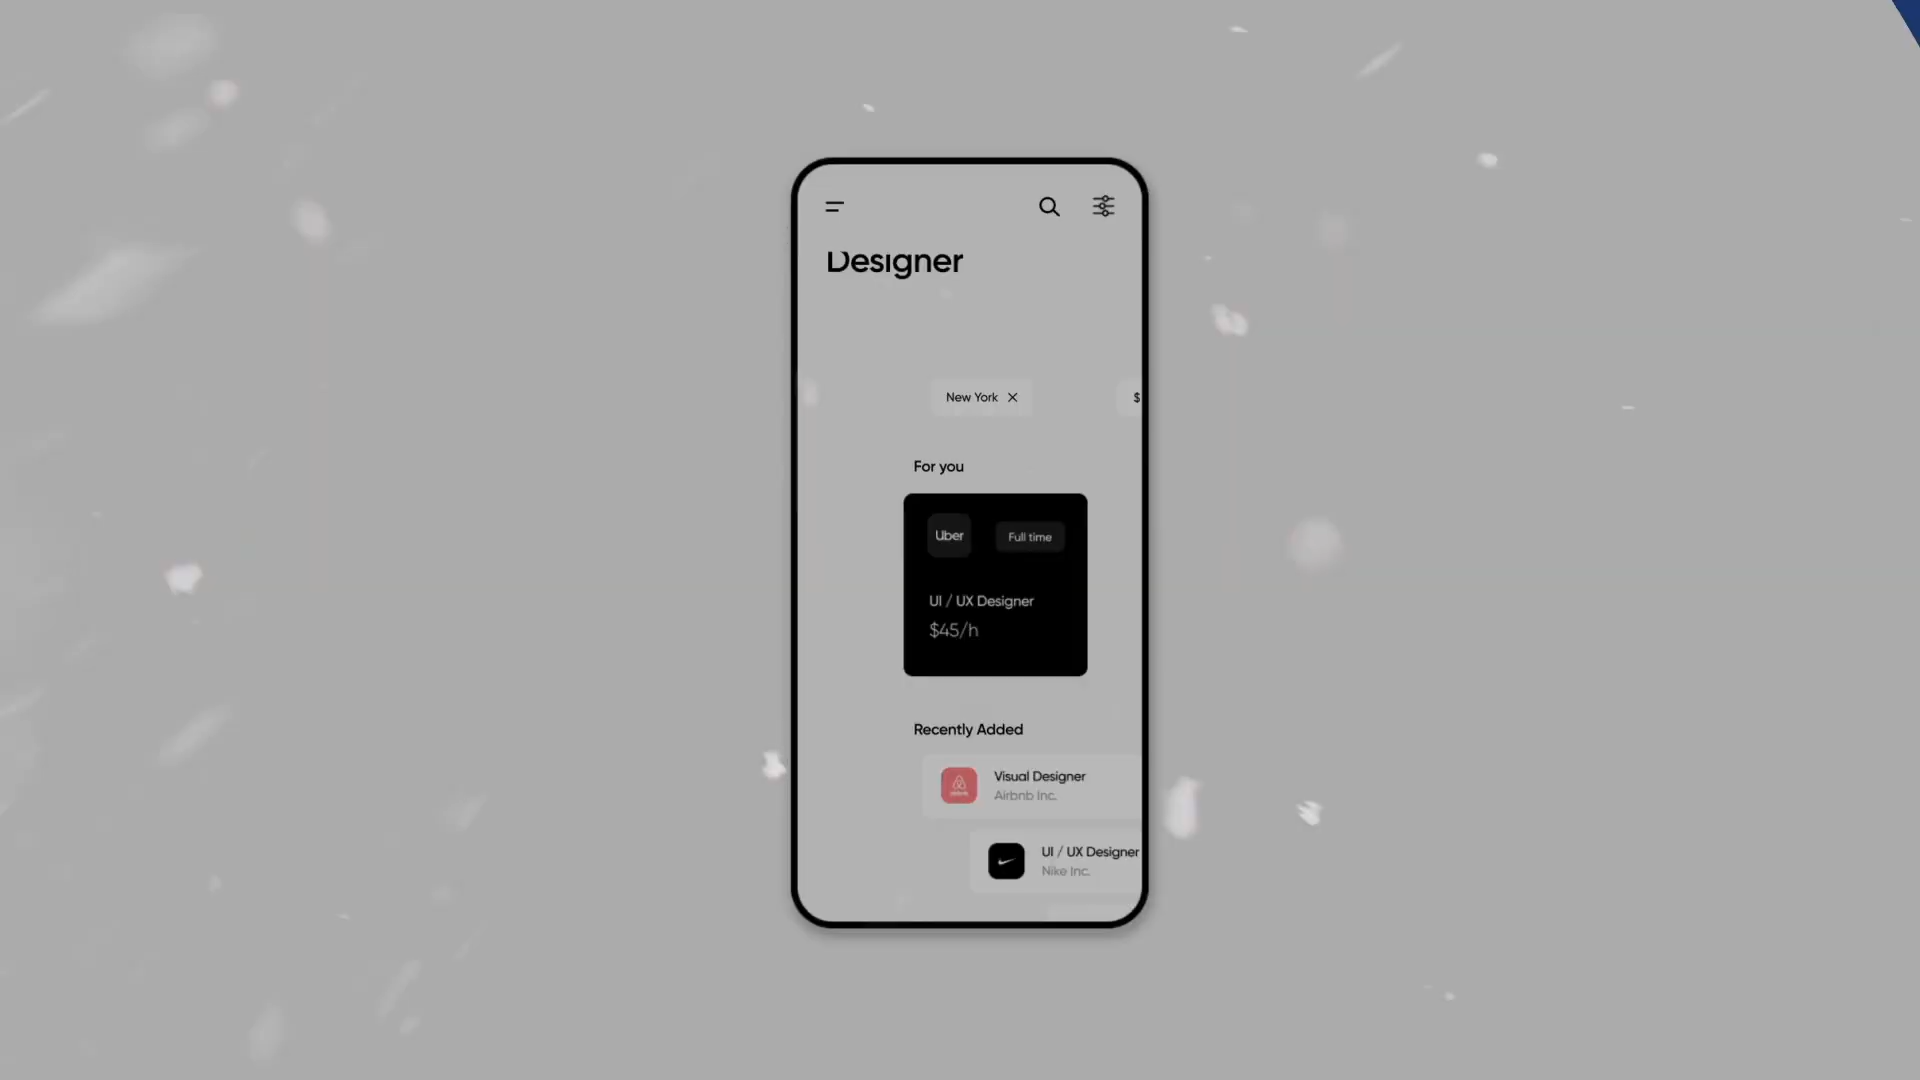 Designer
New York
$
For you
Uber
Full time
UI / UX Designer
$45/h
Recently Added
Visual Designer
Airbnb Inc.
UI / UX Designer
Nike Inc.